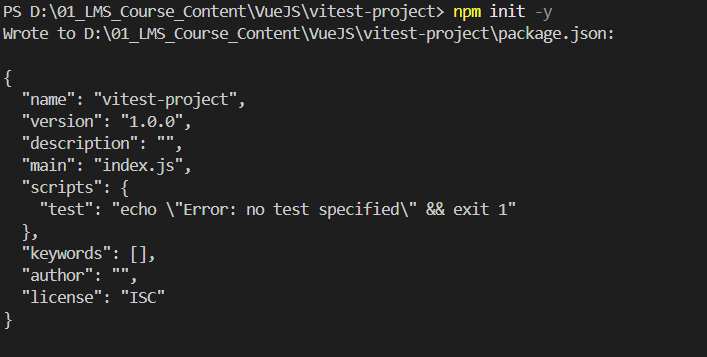 PS D:\01_LMS_Course_Content\VueJS\vitest-project> npm init -y
Wrote to D:\01_LMS_Course_Content\VueJS\vitest-project\package.json:
{
  "name": "vitest-project",
  "version": "1.0.0",
  "description": "",
  "main": "index.js",
  "scripts": {
    "test": "echo \"Error: no test specified\" && exit 1"
  },
  "keywords": [],
  "author": "",
  "license": "ISC"
}